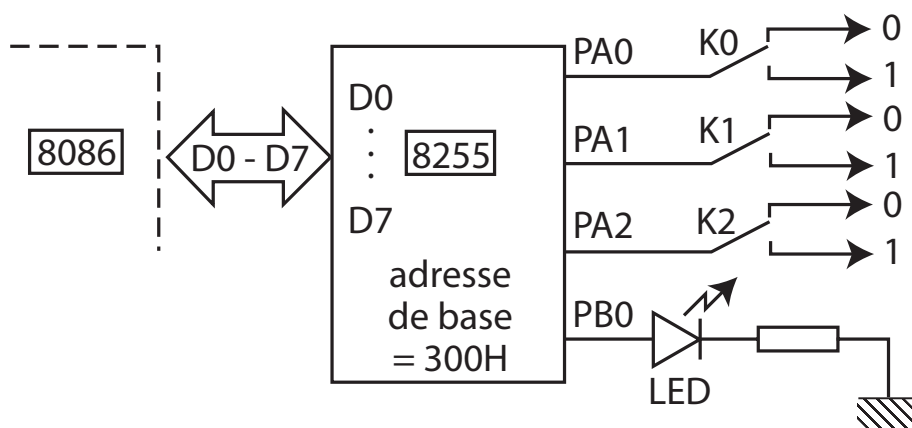 8086
D0 - D7
D0
D7
8255
adresse
de base
= 300H
PA0
K0
0
1
PA1
K1
0
1
PA2
K2
0
1
PB0
LED